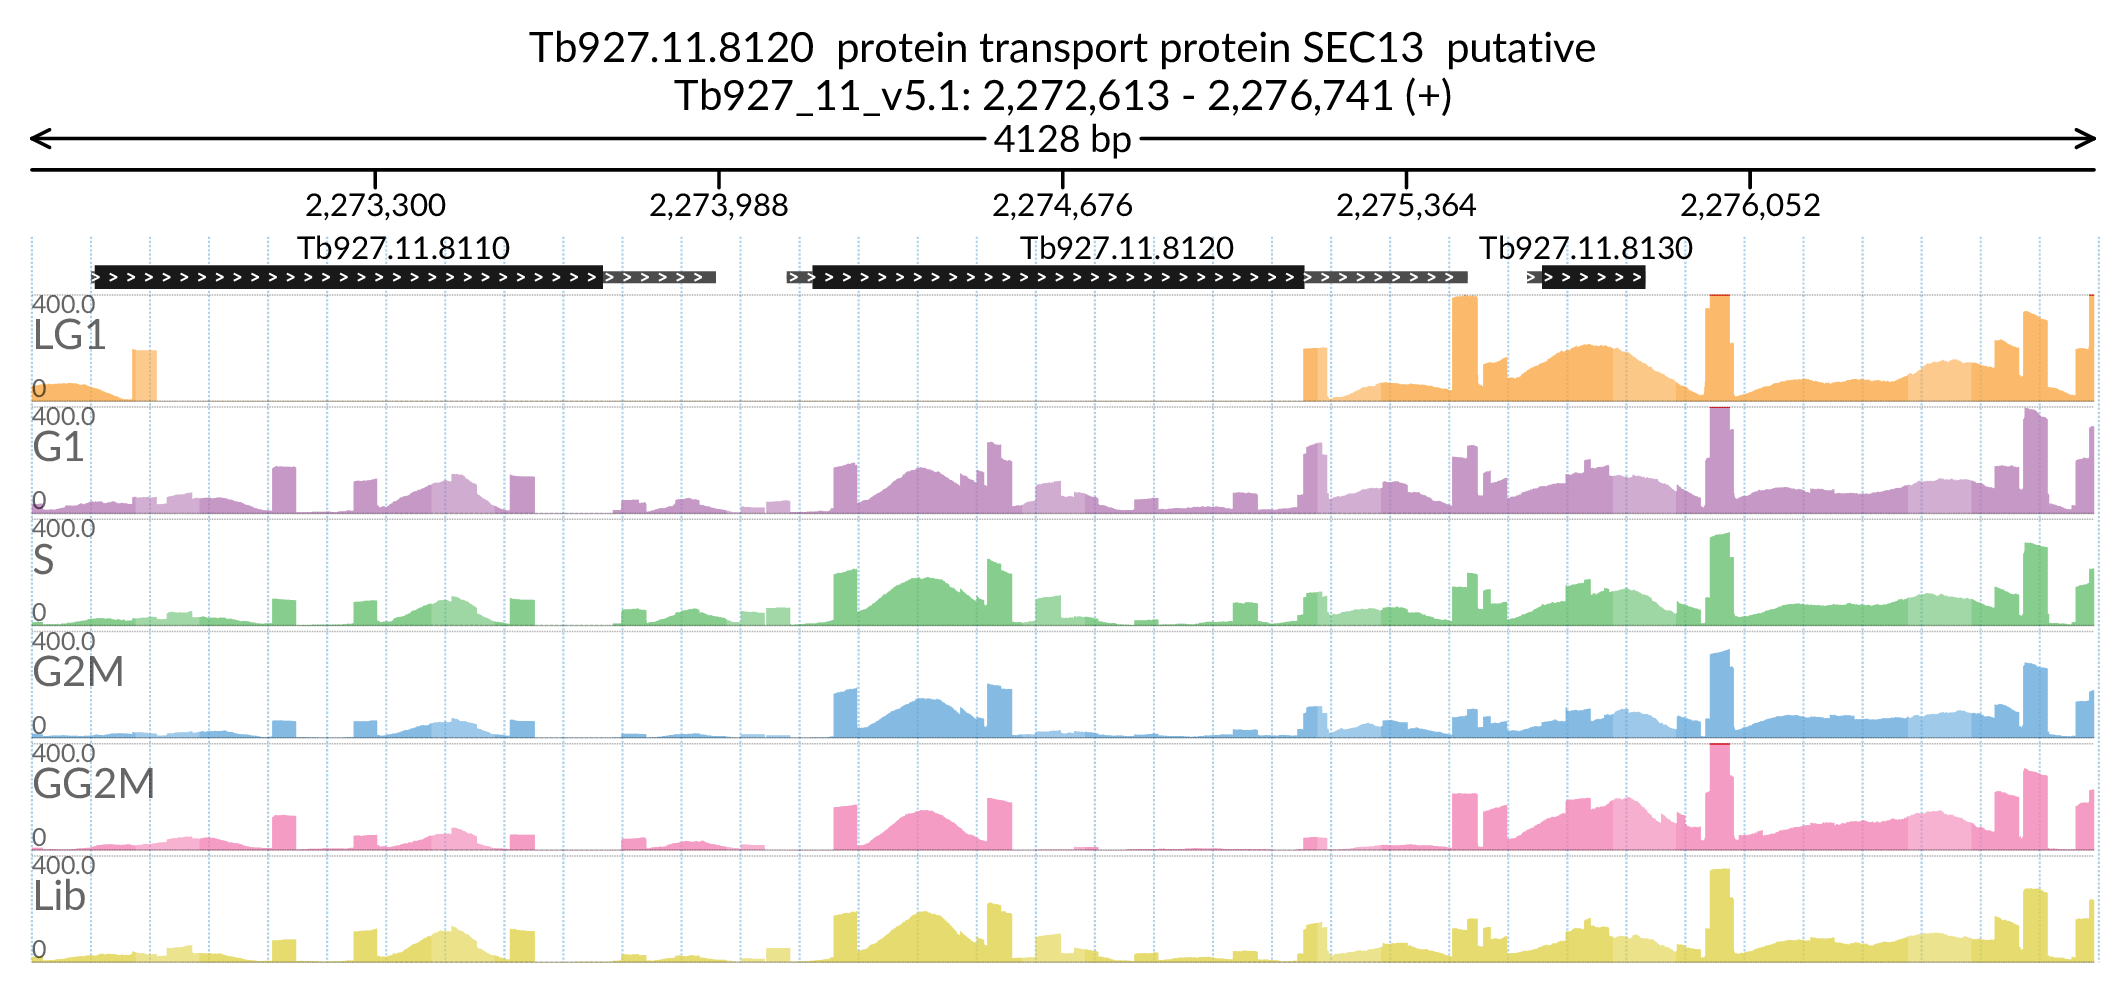 Tb927.11.8120 protein transport protein SEC13 putative
Tb927_11_v5.1: 2,272,613 - 2,276,741 (+)
4128 bp
2,273,300 2,273,988 2,274,676 2,275,364 2,276,052
Tb927.11.8110 Tb927.11.8120 Tb927.11.8130
400.0
LG1
0
400.0
G1
0
400.0
S
0
400.0
G2M
0
400.0
GG2M
0
400.0
Lib
0